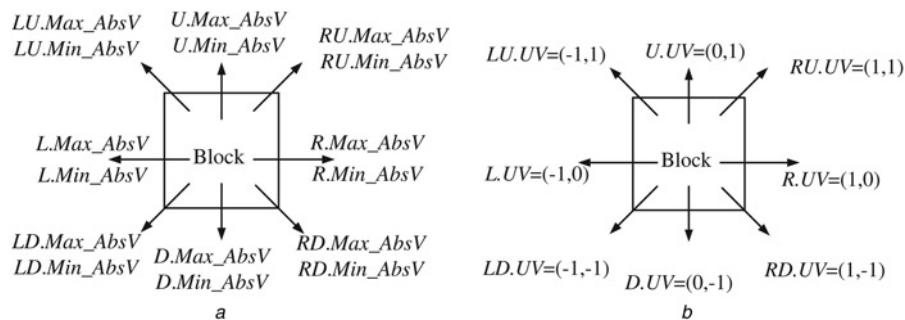 LU.Max_AbsV
LU.Min_AbsV
U.Max_AbsV
U.Min_AbsV
RU.Max_AbsV
RU.Min_AbsV
L.Max_AbsV
L.Min_AbsV
Block
R.Max_AbsV
R.Min_AbsV
LD.Max_AbsV
LD.Min_AbsV
D.Max_AbsV
D.Min_AbsV
RD.Max_AbsV
RD.Min_AbsV
a
LU.UV=(-1,1)
U.UV=(0,1)
RU.UV=(1,1)
L.UV=(-1,0)
Block
R.UV=(1,0)
LD.UV=(-1,-1)
D.UV=(0,-1)
RD.UV=(1,-1)
b